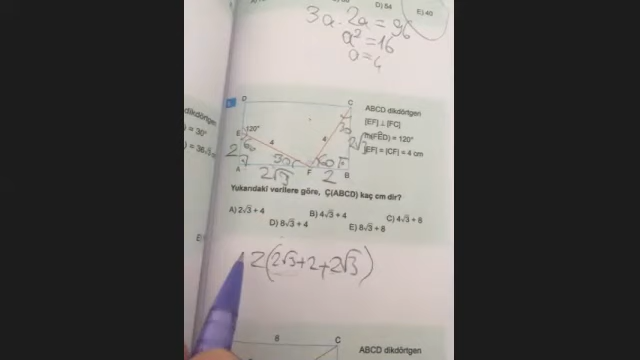 D) 54 E) 40
3a · 2a = 96
a² = 16
a = 4
D C
ABCD dikdörtgen
[EF] ⊥ [FC]
m(FED) = 120°
|EF| = |CF| = 4 cm
E 120° 60 4 4 30 2√3
2 30 60
A 2√3 F 2 B
= 30°
Yukarıdaki verilere göre, Ç(ABCD) kaç cm dir?
A) 2√3 + 4 B) 4√3 + 4 C) 4√3 + 8
D) 8√3 + 4 E) 8√3 + 8
2(2√3+2+2√3)
8 C
ABCD dikdörtgen